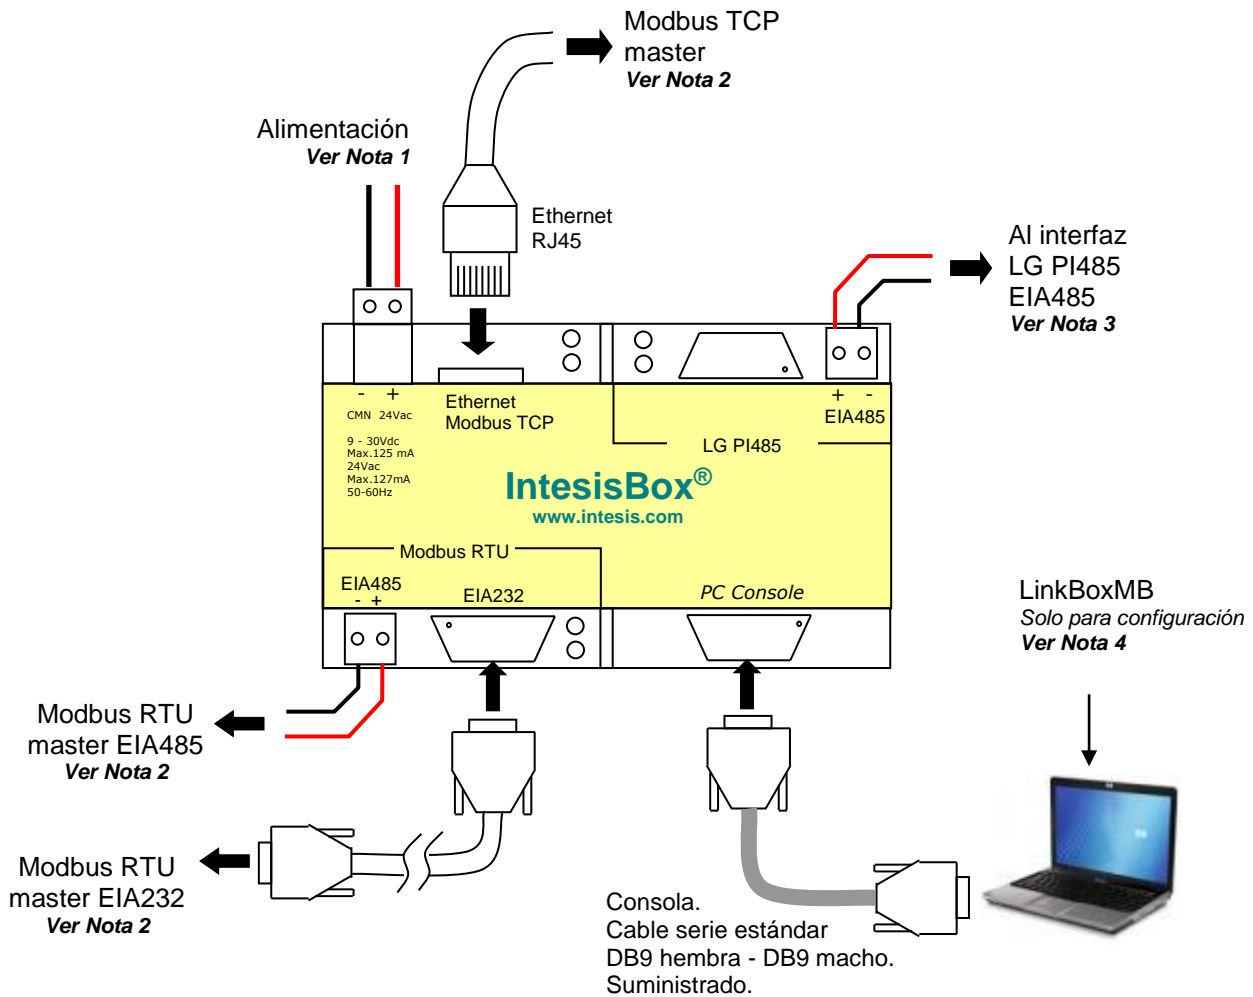 Modbus TCP
master
Ver Nota 2
Alimentación
Ver Nota 1
Ethernet
RJ45
Al interfaz
LG PI485
EIA485
Ver Nota 3
- +
CMN 24Vac
9 - 30Vdc
Max.125 mA
24Vac
Max.127mA
50-60Hz
Ethernet
Modbus TCP
+ -
EIA485
LG PI485
IntesisBox®
www.intesis.com
Modbus RTU
EIA485
- +
EIA232
PC Console
LinkBoxMB
Solo para configuración
Ver Nota 4
Modbus RTU
master EIA485
Ver Nota 2
Modbus RTU
master EIA232
Ver Nota 2
Consola.
Cable serie estándar
DB9 hembra - DB9 macho.
Suministrado.